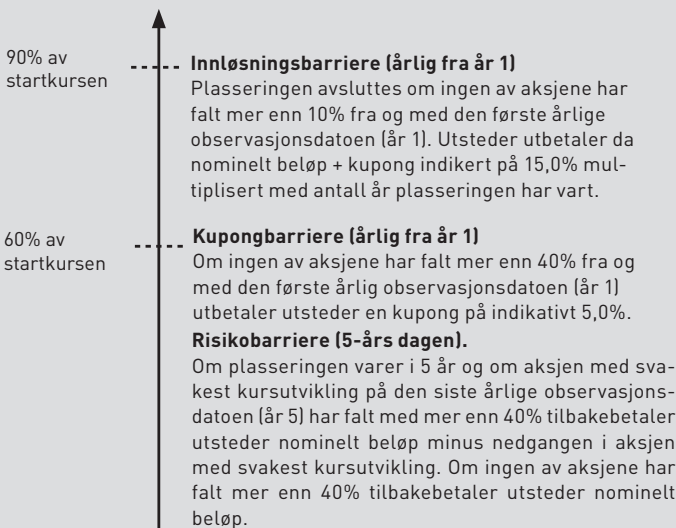 90% av
startkursen
Innløsningsbarriere (årlig fra år 1)
Plasseringen avsluttes om ingen av aksjene har
falt mer enn 10% fra og med den første årlige
observasjonsdatoen (år 1). Utsteder utbetaler da
nominelt beløp + kupong indikert på 15,0% mul-
tiplisert med antall år plasseringen har vart.
60% av
startkursen
Kupongbarriere (årlig fra år 1)
Om ingen av aksjene har falt mer enn 40% fra og
med den første årlig observasjonsdatoen (år 1)
utbetaler utsteder en kupong på indikativt 5,0%.
Risikobarriere (5-års dagen).
Om plasseringen varer i 5 år og om aksjen med sva-
kest kursutvikling på den siste årlige observasjons-
datoen (år 5) har falt med mer enn 40% tilbakebetaler
utsteder nominelt beløp minus nedgangen i aksjen
med svakest kursutvikling. Om ingen av aksjene har
falt mer enn 40% tilbakebetaler utsteder nominelt
beløp.